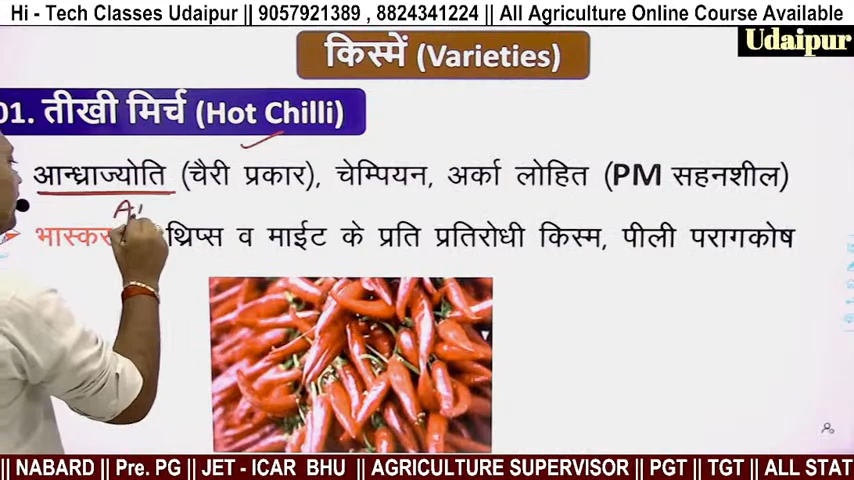 Hi - Tech Classes Udaipur || 9057921389 , 8824341224 || All Agriculture Online Course Available
Udaipur
किस्में (Varieties)
01. तीखी मिर्च (Hot Chilli)
आन्ध्राज्योति (चैरी प्रकार), चेम्पियन, अर्का लोहित (PM सहनशील)
थ्रिप्स व माईट के प्रति प्रतिरोधी किस्म, पीली परागकोष
|| NABARD || Pre. PG || JET - ICAR BHU || AGRICULTURE SUPERVISOR || PGT || TGT || ALL STAT